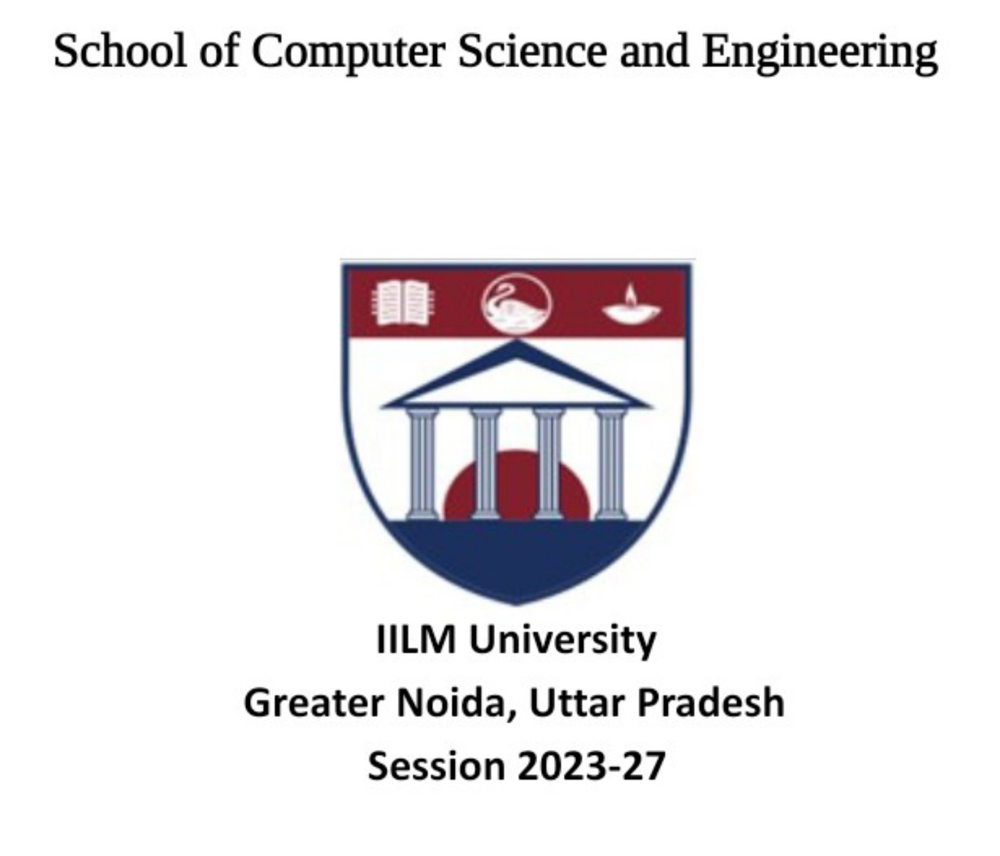 School of Computer Science and Engineering
IILM University
Greater Noida, Uttar Pradesh
Session 2023-27